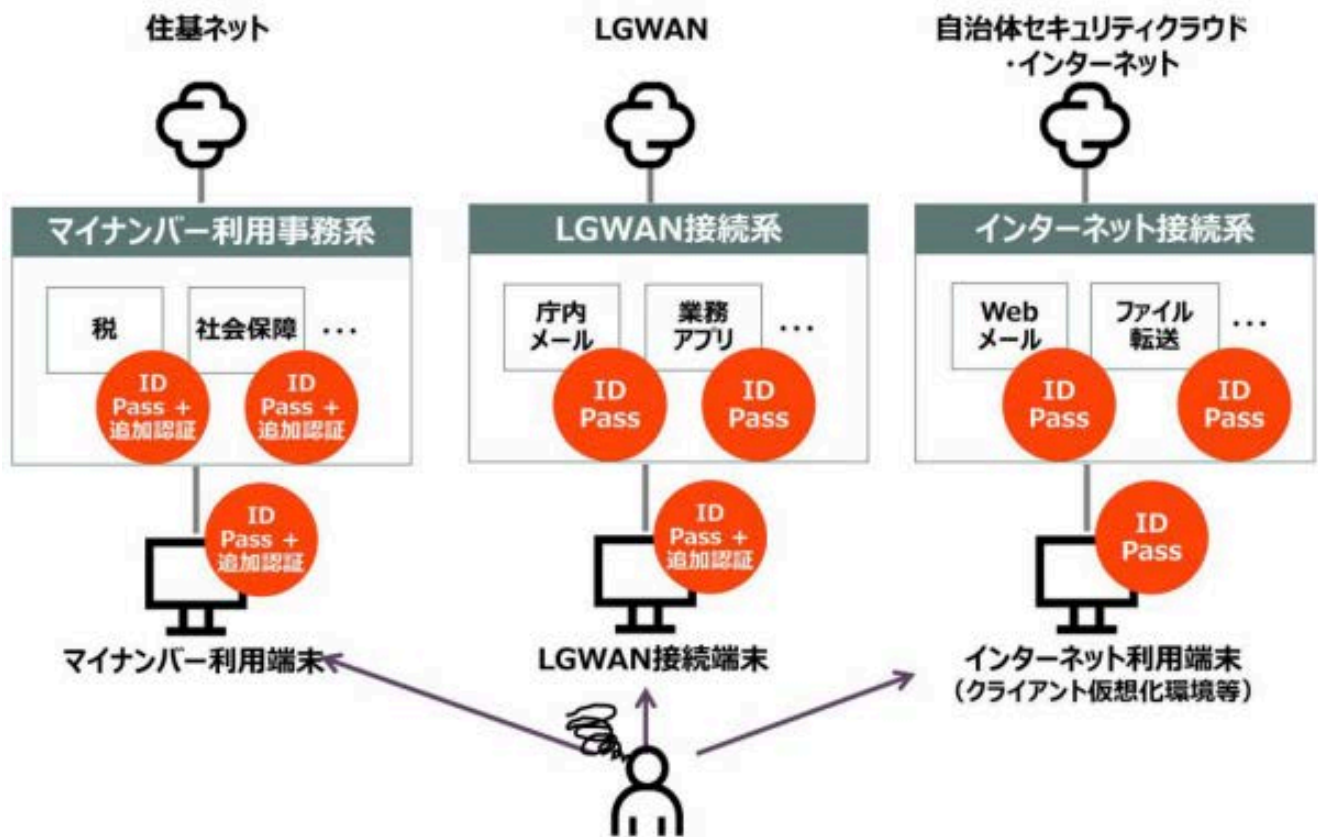 住基ネット
LGWAN
自治体セキュリティクラウド
・インターネット
マイナンバー利用事務系
LGWAN接続系
インターネット接続系
税
社会保障
・・・
庁内
メール
業務
アプリ
・・・
Web
メール
ファイル
転送
・・・
ID
Pass +
追加認証
ID
Pass +
追加認証
ID
Pass
ID
Pass
ID
Pass
ID
Pass
ID
Pass +
追加認証
ID
Pass +
追加認証
ID
Pass
マイナンバー利用端末
LGWAN接続端末
インターネット利用端末
（クライアント仮想化環境等）